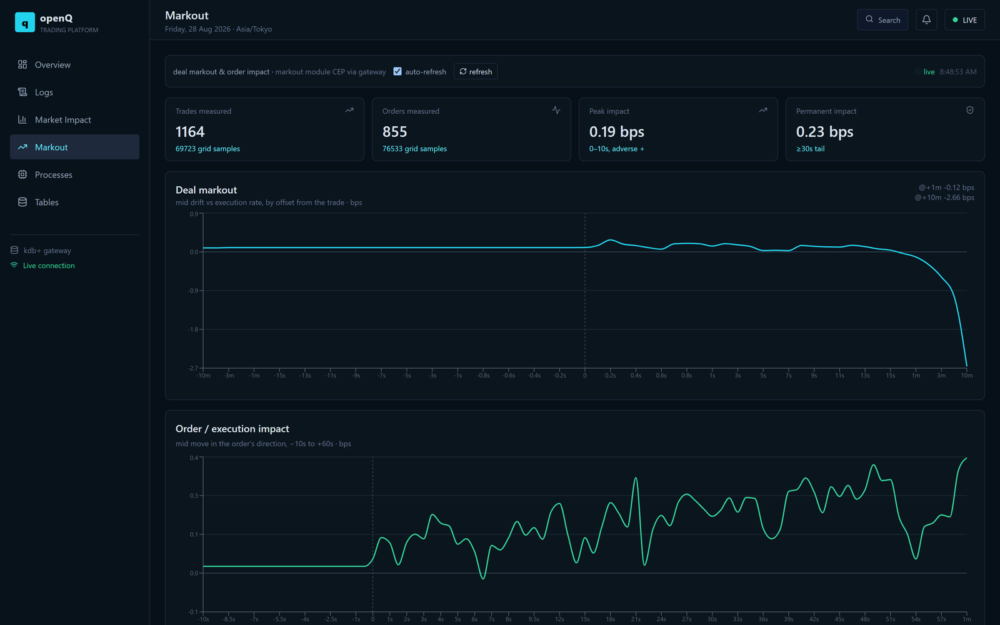 q
openQ
TRADING PLATFORM
Overview
Logs
Market Impact
Markout
Processes
Tables
kdb+ gateway
Live connection
Markout
Friday, 28 Aug 2026 · Asia/Tokyo
Search
LIVE
deal markout & order impact · markout module CEP via gateway
auto-refresh
refresh
live 8:48:53 AM
Trades measured
1164
69723 grid samples
Orders measured
855
76533 grid samples
Peak impact
0.19 bps
0–10s, adverse +
Permanent impact
0.23 bps
≥30s tail
Deal markout
mid drift vs execution rate, by offset from the trade · bps
@+1m -0.12 bps
@+10m -2.66 bps
0.9
0.0
-0.9
-1.8
-2.7
-10m -3m -1m -15s -13s -11s -9s -7s -5s -3s -1s -0.8s -0.6s -0.4s -0.2s 0 0.2s 0.4s 0.6s 0.8s 1s 3s 5s 7s 9s 11s 13s 15s 1m 3m 10m
Order / execution impact
mid move in the order's direction, −10s to +60s · bps
0.4
0.3
0.1
0.0
-0.1
-10s -8.5s -7s -5.5s -4s -2.5s -1s 0 1s 2s 3s 4s 5s 6s 7s 8s 9.5s 12s 15s 18s 21s 24s 27s 30s 33s 36s 39s 42s 45s 48s 51s 54s 57s 1m